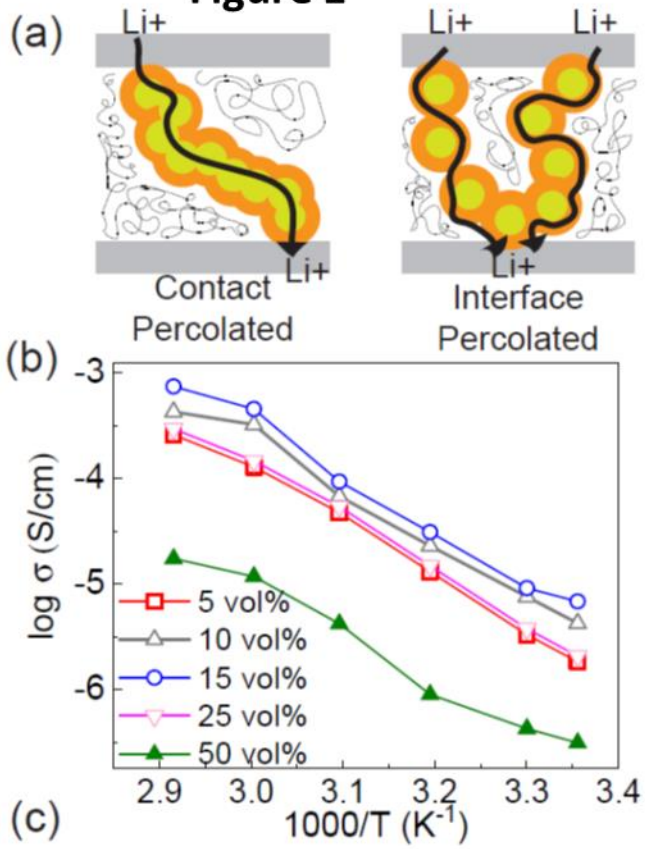 (a)
Li+
Li+
Li+
Li+
Li+
Contact
Percolated
Interface
Percolated
(b)
log σ (S/cm)
-3
-4
-5
-6
5 vol%
10 vol%
15 vol%
25 vol%
50 vol%
2.9 3.0 3.1 3.2 3.3 3.4
1000/T (K⁻¹)
(c)